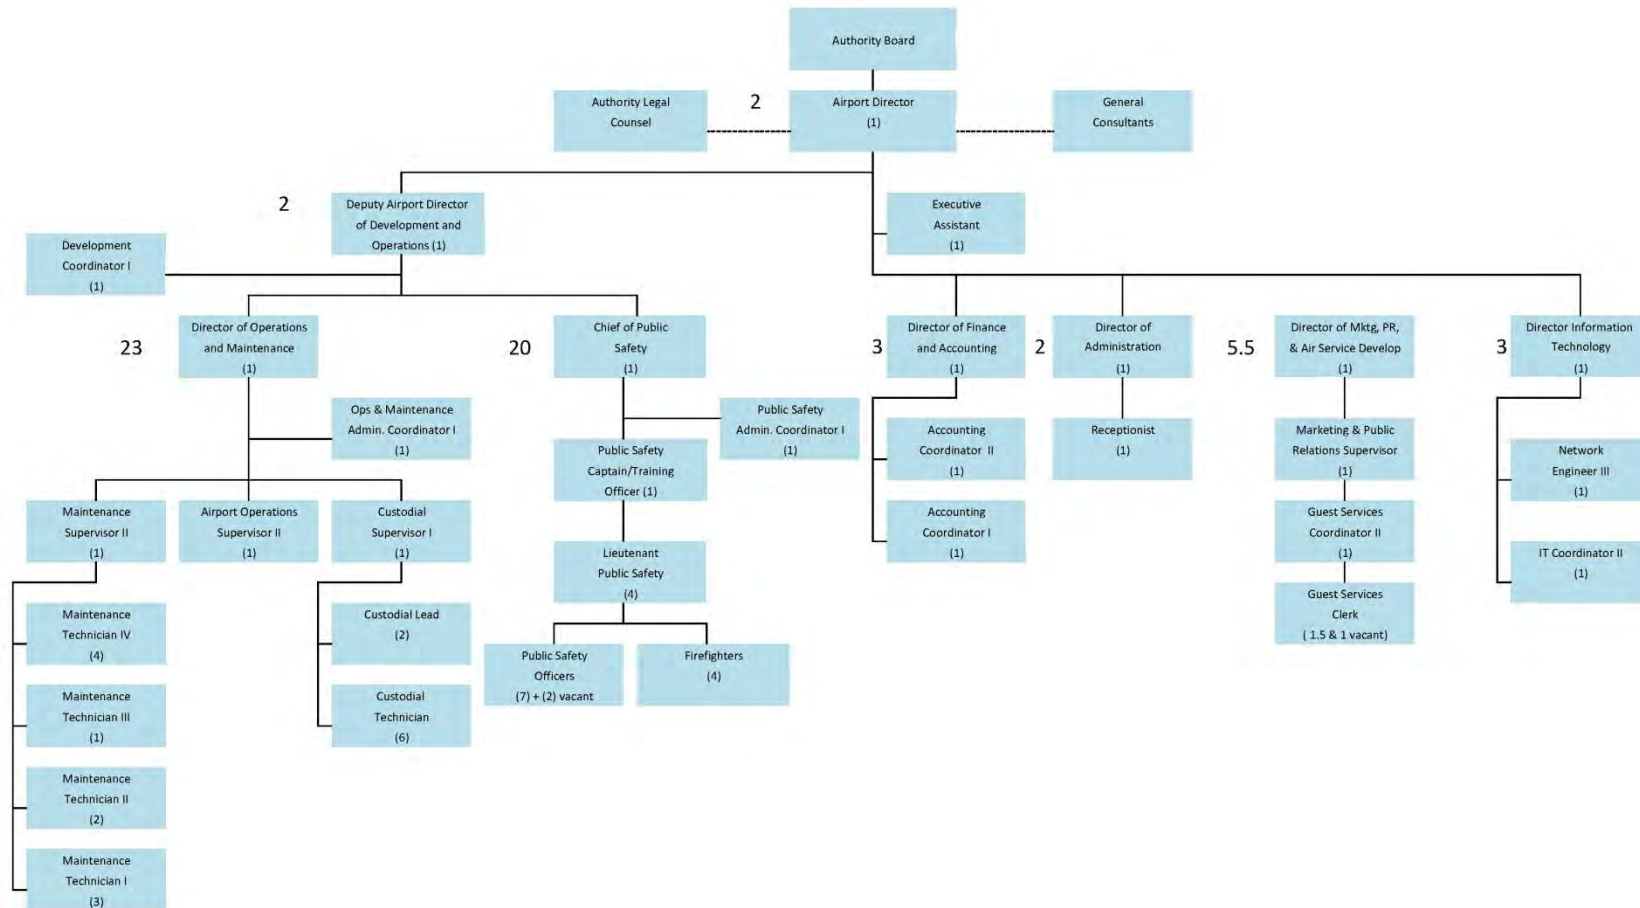 Authority Board
Authority Legal
Counsel
2
Airport Director
(1)
General
Consultants
2
Deputy Airport Director
of Development and
Operations (1)
Executive
Assistant
(1)
Development
Coordinator I
(1)
23
Director of Operations
and Maintenance
(1)
20
Chief of Public
Safety
(1)
3
Director of Finance
and Accounting
(1)
2
Director of
Administration
(1)
5.5
Director of Mktg, PR,
& Air Service Develop
(1)
3
Director Information
Technology
(1)
Ops & Maintenance
Admin. Coordinator I
(1)
Public Safety
Admin. Coordinator I
(1)
Public Safety
Captain/Training
Officer (1)
Accounting
Coordinator II
(1)
Receptionist
(1)
Marketing & Public
Relations Supervisor
(1)
Network
Engineer III
(1)
Maintenance
Supervisor II
(1)
Airport Operations
Supervisor II
(1)
Custodial
Supervisor I
(1)
Lieutenant
Public Safety
(4)
Accounting
Coordinator I
(1)
Guest Services
Coordinator II
(1)
IT Coordinator II
(1)
Maintenance
Technician IV
(4)
Custodial Lead
(2)
Guest Services
Clerk
( 1.5 & 1 vacant)
Public Safety
Officers
(7) + (2) vacant
Firefighters
(4)
Maintenance
Technician III
(1)
Custodial
Technician
(6)
Maintenance
Technician II
(2)
Maintenance
Technician I
(3)